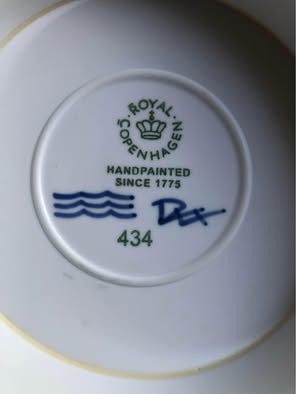 ROYAL
COPENHAGEN
HANDPAINTED
SINCE 1775
434